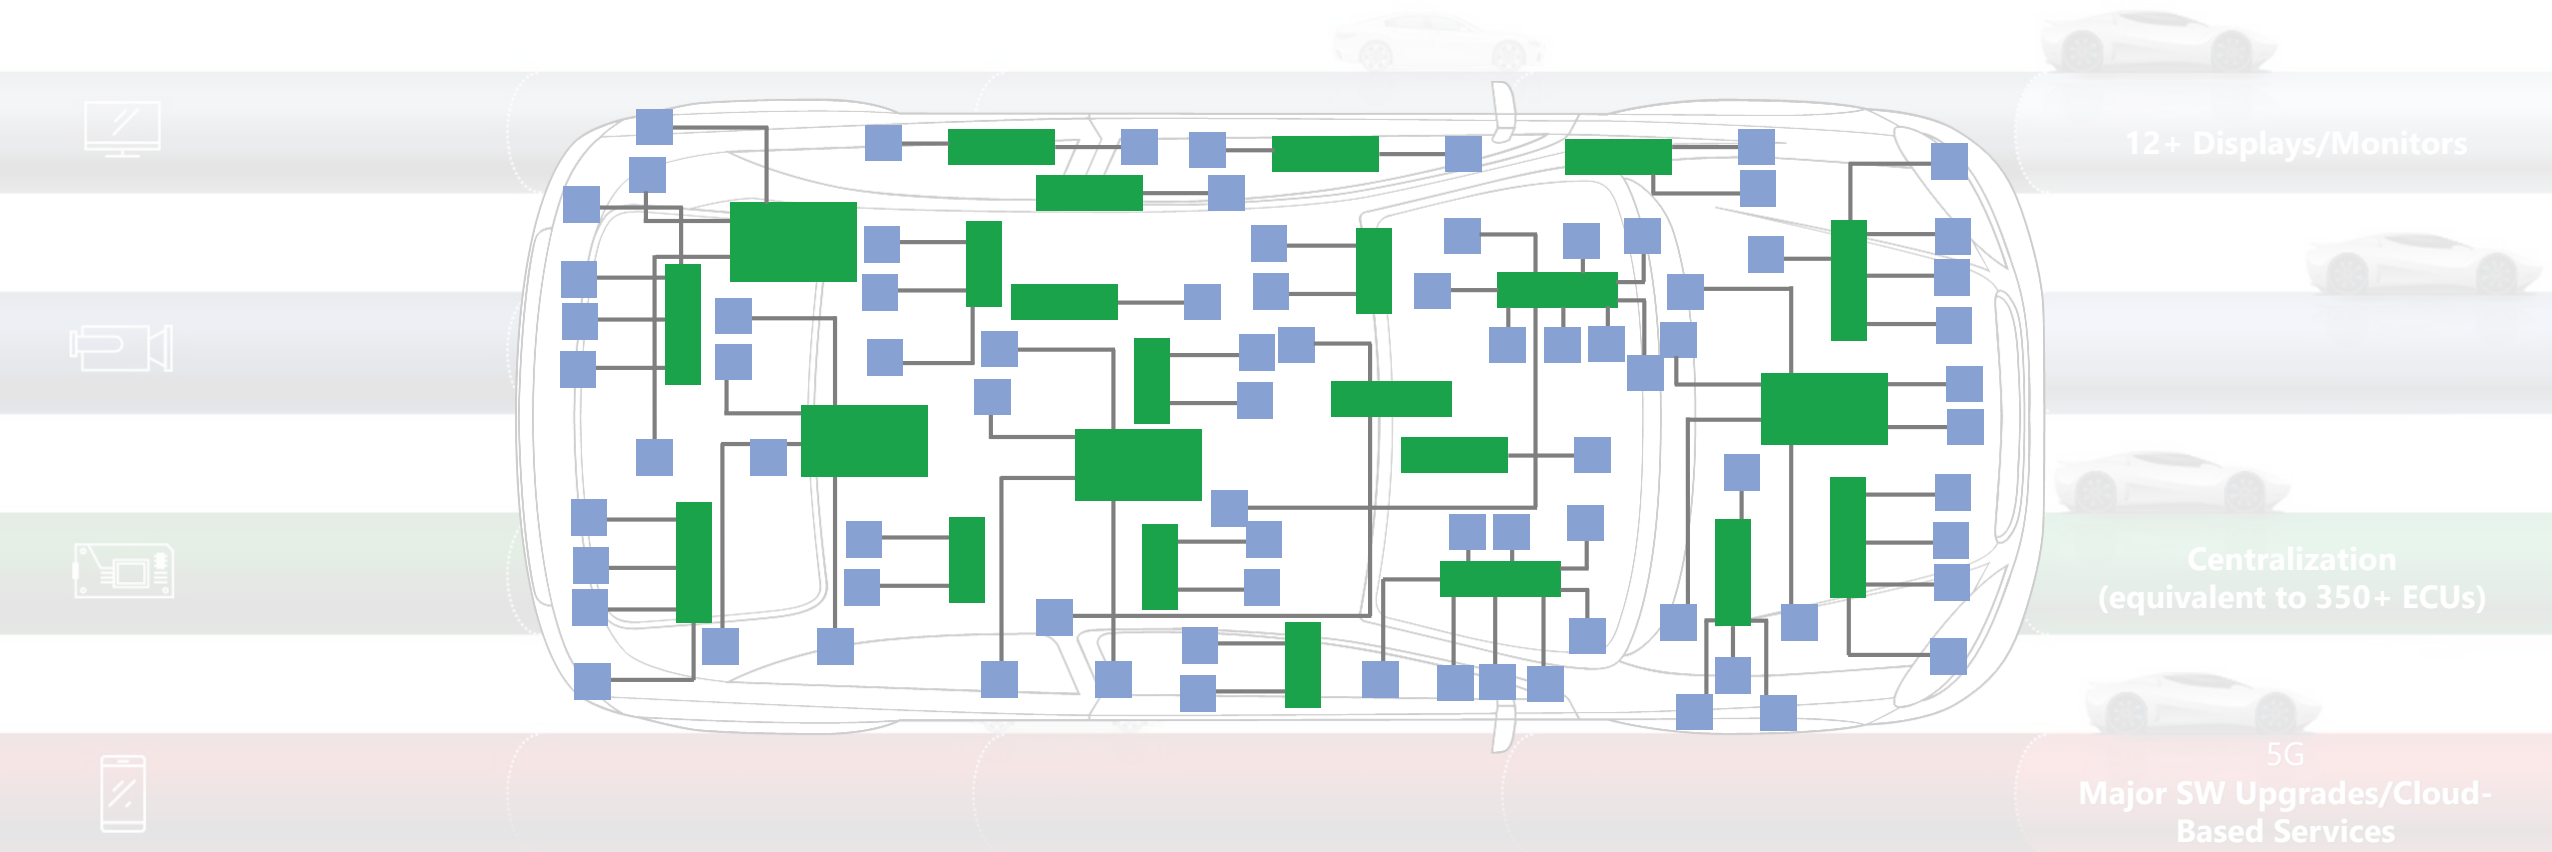 12+ Displays/Monitors
Centralization
(equivalent to 350+ ECUs)
5G
Major SW Upgrades/Cloud-
Based Services